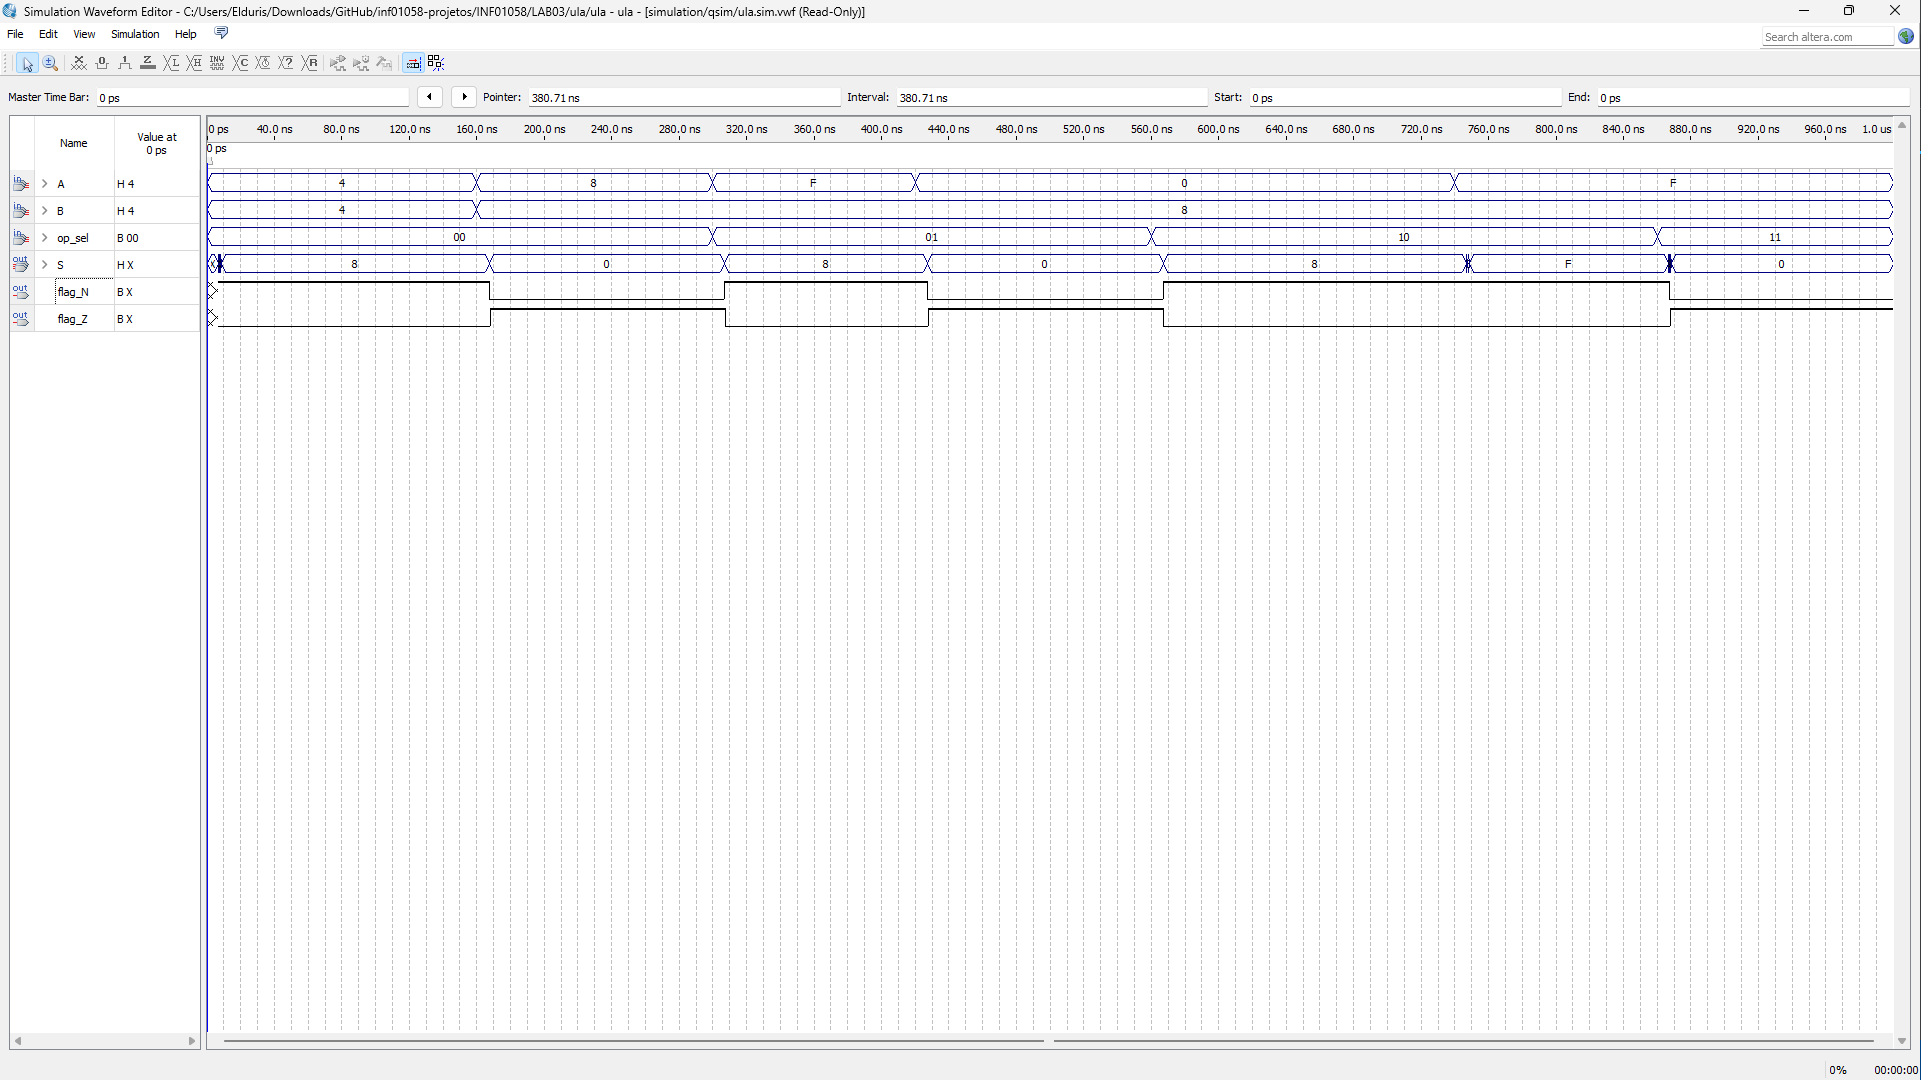 Simulation Waveform Editor - C:/Users/Elduris/Downloads/GitHub/inf01058-projetos/INF01058/LAB03/ula/ula - ula - [simulation/qsim/ula.sim.vwf (Read-Only)]
File Edit View Simulation Help
Search altera.com
Master Time Bar: 0 ps Pointer: 380.71 ns Interval: 380.71 ns Start: 0 ps End: 0 ps
Name Value at 0 ps
0 ps 40.0 ns 80.0 ns 120.0 ns 160.0 ns 200.0 ns 240.0 ns 280.0 ns 320.0 ns 360.0 ns 400.0 ns 440.0 ns 480.0 ns 520.0 ns 560.0 ns 600.0 ns 640.0 ns 680.0 ns 720.0 ns 760.0 ns 800.0 ns 840.0 ns 880.0 ns 920.0 ns 960.0 ns 1.0 us
0 ps
in A H 4 4 8 F 0 F
in B H 4 4 8
in op_sel B 00 00 01 10 11
out S H X X 8 0 8 0 8 F 0
out flag_N B X
out flag_Z B X
0% 00:00:00